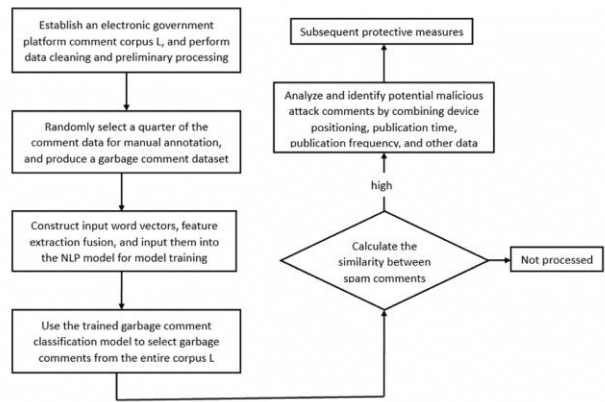 Establish an electronic government
platform comment corpus L, and perform
data cleaning and preliminary processing
Randomly select a quarter of the
comment data for manual annotation,
and produce a garbage comment dataset
Construct input word vectors, feature
extraction fusion, and input them into
the NLP model for model training
Use the trained garbage comment
classification model to select garbage
comments from the entire corpus L
Calculate the
similarity between
spam comments
Not processed
high
Analyze and identify potential malicious
attack comments by combining device
positioning, publication time,
publication frequency, and other data
Subsequent protective measures